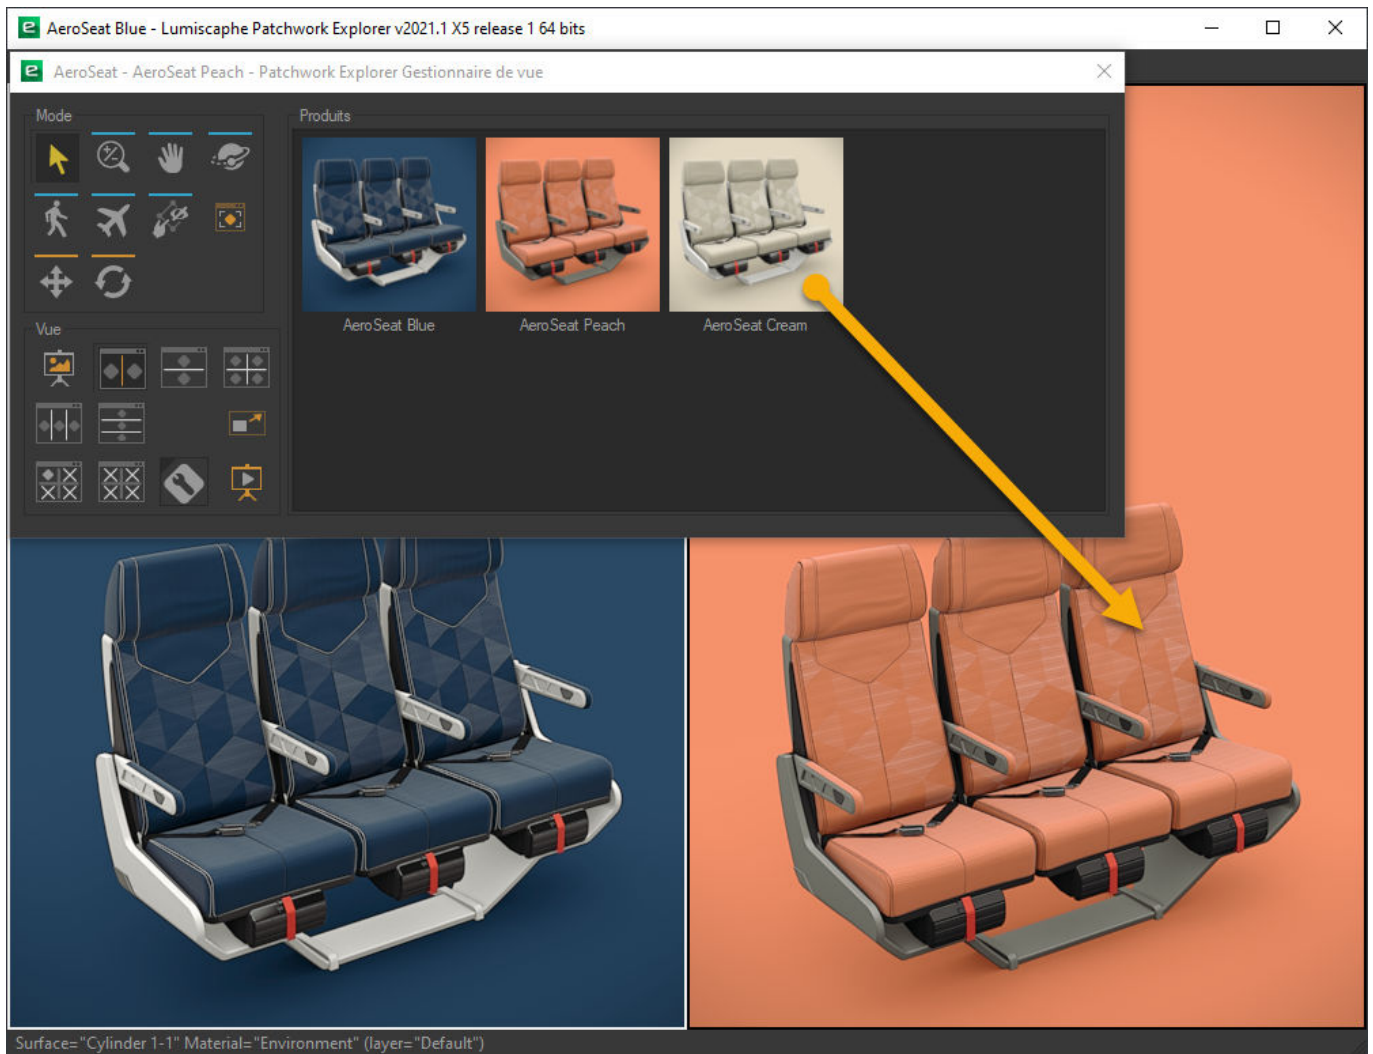 AeroSeat Blue - Lumiscaphe Patchwork Explorer v2021.1 X5 release 1 64 bits
AeroSeat - AeroSeat Peach - Patchwork Explorer Gestionnaire de vue
Mode
Produits
AeroSeat Blue
AeroSeat Peach
AeroSeat Cream
Vue
Surface="Cylinder 1-1" Material="Environment" (layer="Default")